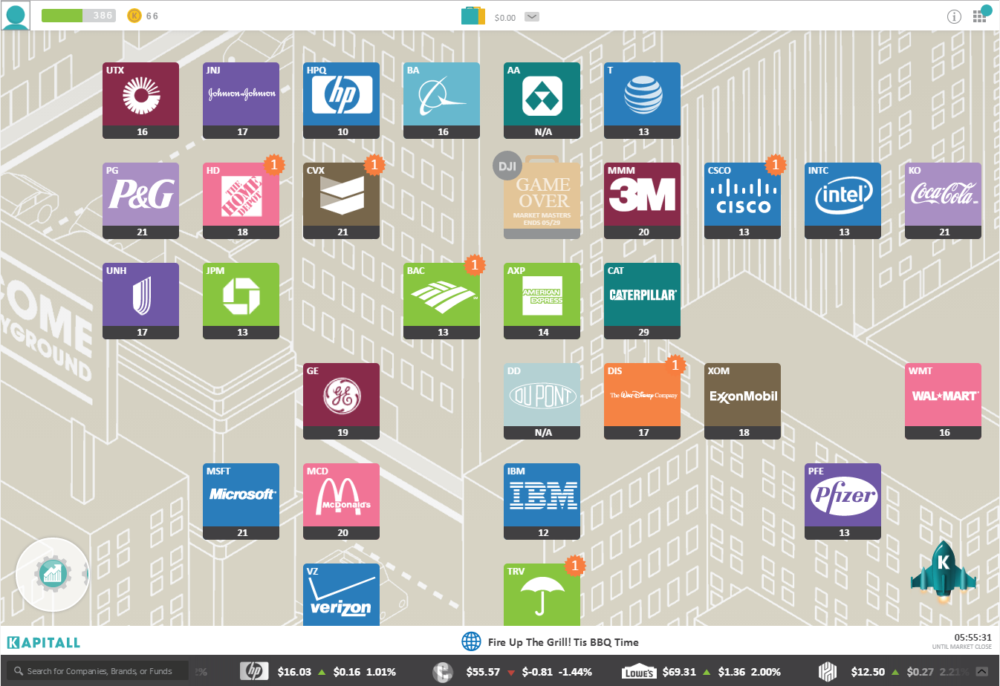 386
66
$0.00
UTX
16
JNJ
Johnson & Johnson
17
HPQ
hp
10
BA
16
AA
N/A
T
13
PG
P&G
21
HD
THE HOME DEPOT
18
1
CVX
21
1
DJI
GAME
OVER
MARKET MASTERS
ENDS 05/29
MMM
3M
20
CSCO
CISCO
13
1
INTC
intel
13
KO
Coca-Cola
21
UNH
17
JPM
13
BAC
13
1
AXP
AMERICAN
EXPRESS
14
CAT
CATERPILLAR
29
COME
YGROUND
GE
GE
19
DD
DU PONT
N/A
DIS
The Walt Disney Company
17
1
XOM
ExxonMobil
18
WMT
WAL★MART
16
MSFT
Microsoft
21
MCD
McDonald's
20
IBM
IBM
12
PFE
Pfizer
13
VZ
verizon
TRV
1
K
KAPITALL
Fire Up The Grill! Tis BBQ Time
05:55:31
UNTIL MARKET CLOSE
Search for Companies, Brands, or Funds
hp $16.03 $0.16 1.01%
$55.57 $-0.81 -1.44%
LOWE'S $69.31 $1.36 2.00%
$12.50 $0.27 2.21%